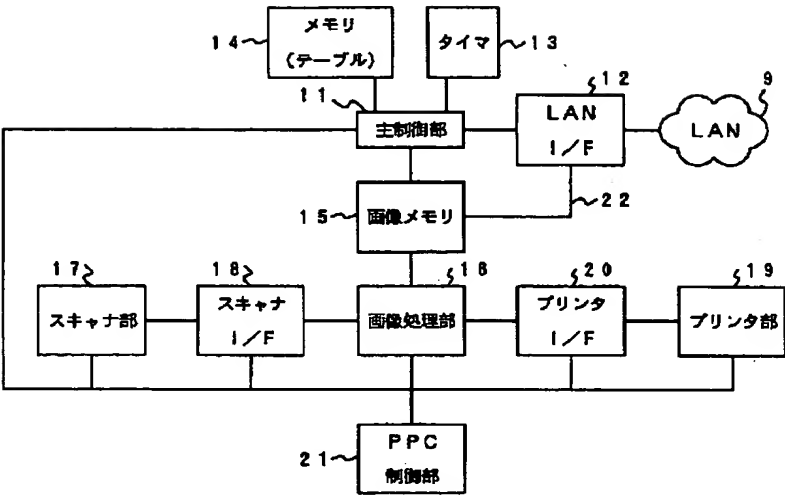 １４
メモリ
（テーブル）
タイマ
１３
１１
主制御部
１２
ＬＡＮ
Ｉ／Ｆ
９
ＬＡＮ
１５
画像メモリ
２２
１７
スキャナ部
１８
スキャナ
Ｉ／Ｆ
１６
画像処理部
２０
プリンタ
Ｉ／Ｆ
１９
プリンタ部
２１
ＰＰＣ
制御部